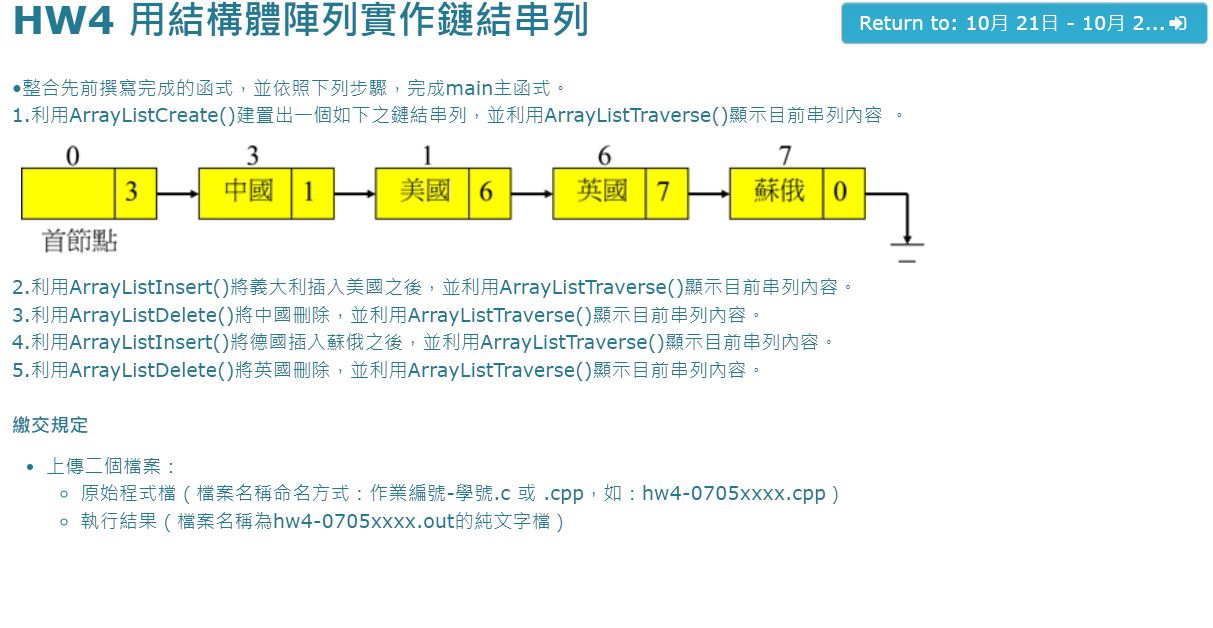 HW4 用結構體陣列實作鏈結串列
Return to: 10月 21日 - 10月 2...
•整合先前撰寫完成的函式，並依照下列步驟，完成main主函式。
1.利用ArrayListCreate()建置出一個如下之鏈結串列，並利用ArrayListTraverse()顯示目前串列內容 。
0 3 1 6 7
3 中國 1 美國 6 英國 7 蘇俄 0
首節點
2.利用ArrayListInsert()將義大利插入美國之後，並利用ArrayListTraverse()顯示目前串列內容。
3.利用ArrayListDelete()將中國刪除，並利用ArrayListTraverse()顯示目前串列內容。
4.利用ArrayListInsert()將德國插入蘇俄之後，並利用ArrayListTraverse()顯示目前串列內容。
5.利用ArrayListDelete()將英國刪除，並利用ArrayListTraverse()顯示目前串列內容。
繳交規定
• 上傳二個檔案：
◦ 原始程式檔（檔案名稱命名方式：作業編號-學號.c 或 .cpp，如：hw4-0705xxxx.cpp）
◦ 執行結果（檔案名稱為hw4-0705xxxx.out的純文字檔）